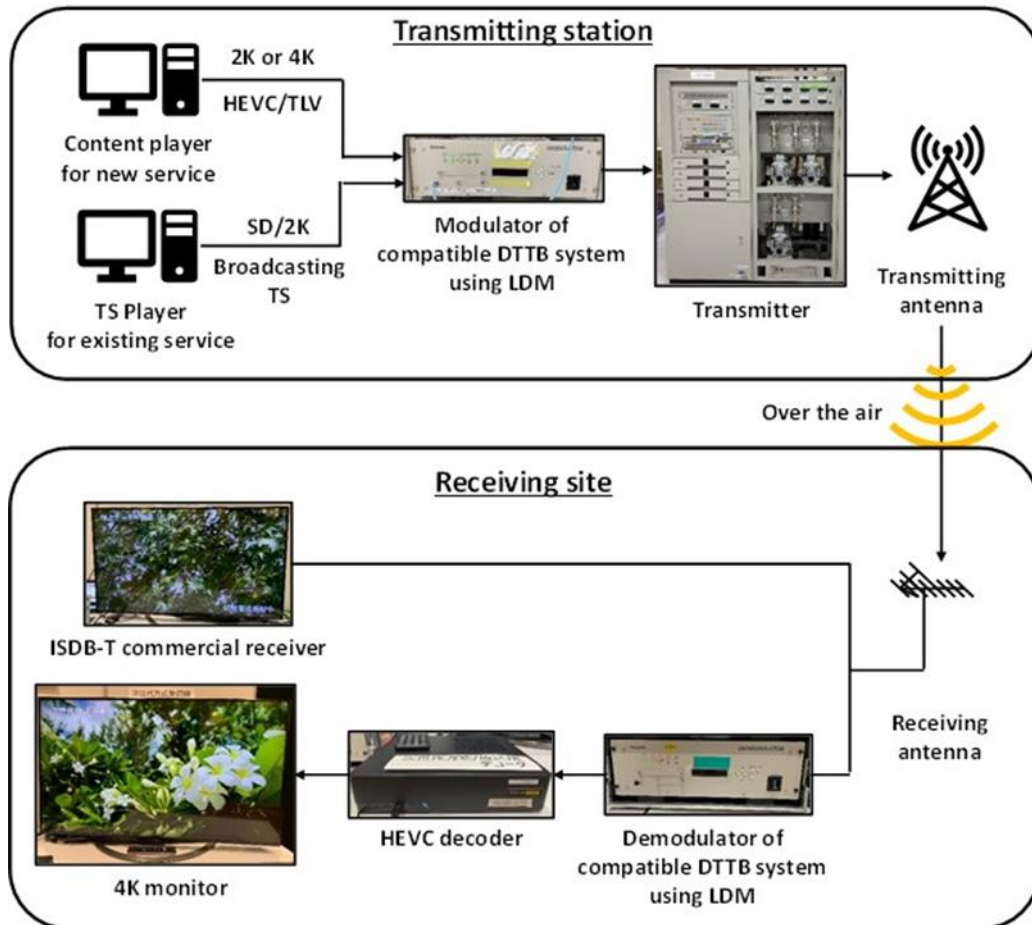 Transmitting station
2K or 4K
HEVC/TLV
Content player
for new service
SD/2K
Broadcasting
TS
TS Player
for existing service
Modulator of
compatible DTTB system
using LDM
Transmitter
Transmitting
antenna
Over the air
Receiving site
ISDB-T commercial receiver
4K monitor
HEVC decoder
Demodulator of
compatible DTTB system
using LDM
Receiving
antenna